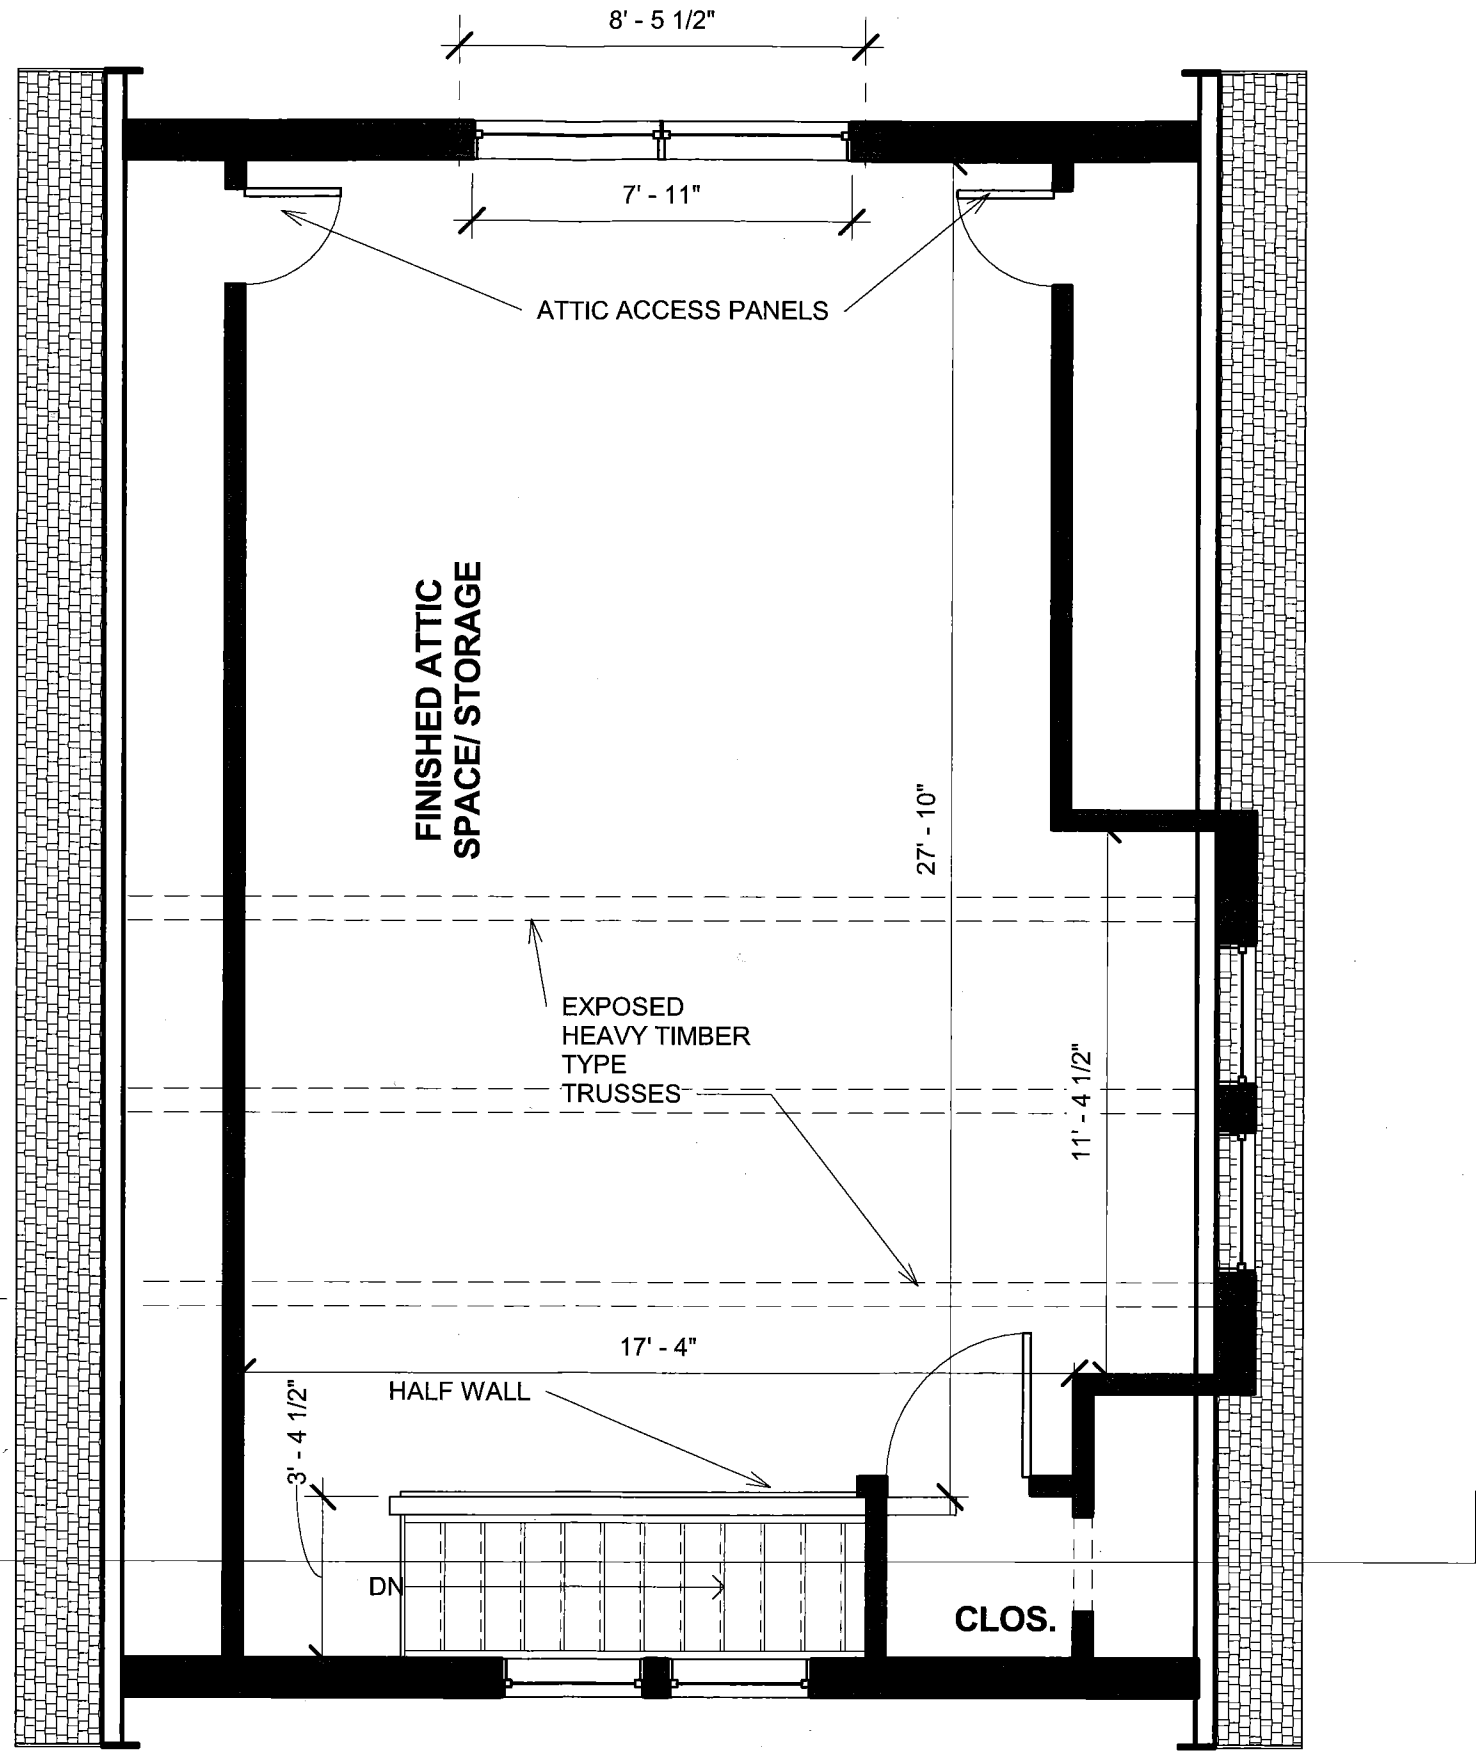 8' - 5 1/2"
7' - 11"
ATTIC ACCESS PANELS
FINISHED ATTIC
SPACE/ STORAGE
27' - 10"
EXPOSED
HEAVY TIMBER
TYPE
TRUSSES
11' - 4 1/2"
17' - 4"
HALF WALL
3' - 4 1/2"
DN
CLOS.